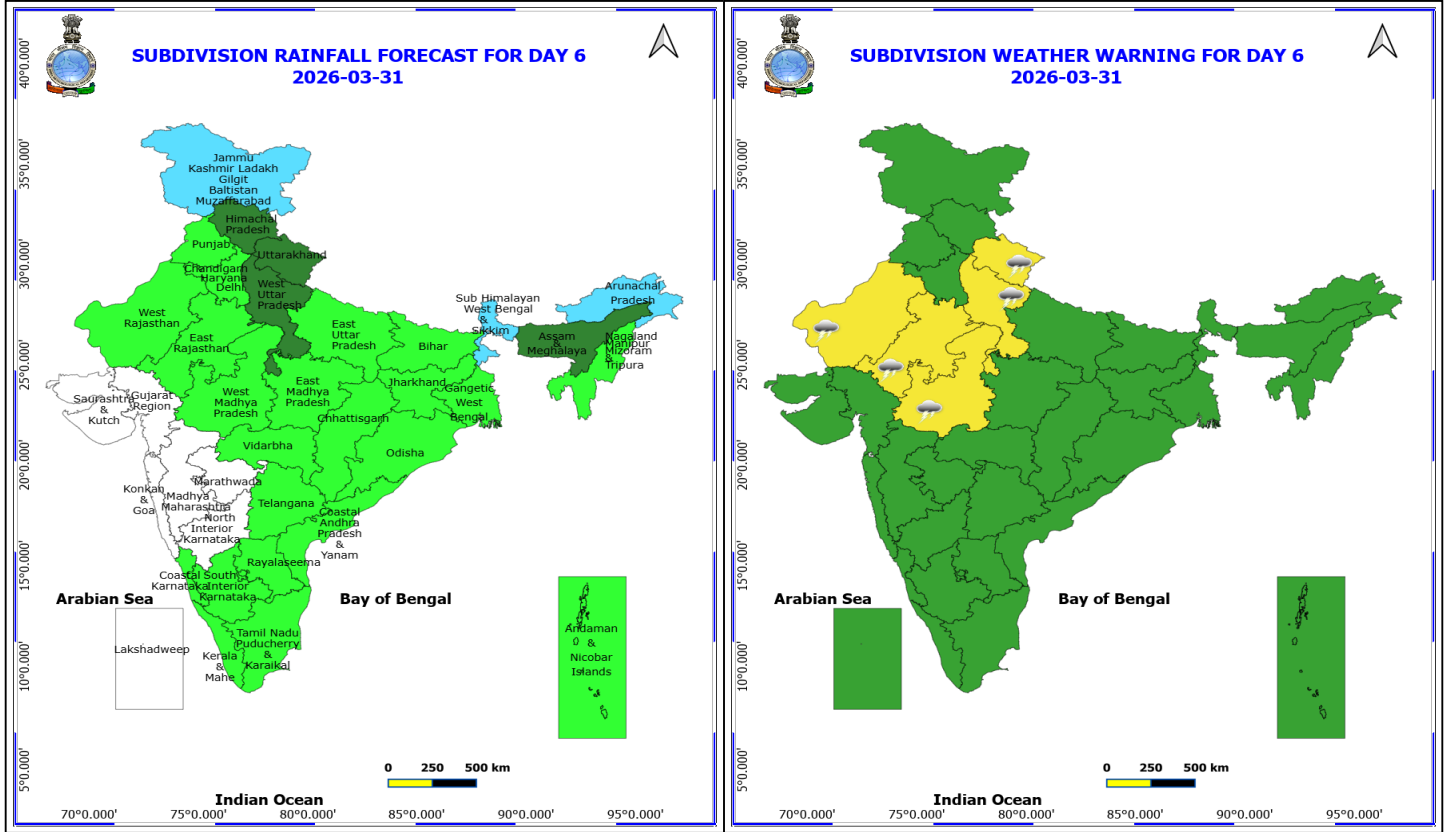 SUBDIVISION RAINFALL FORECAST FOR DAY 6
2026-03-31
40°0.000'
35°0.000'
30°0.000'
25°0.000'
20°0.000'
15°0.000'
10°0.000'
5°0.000'
Jammu
Kashmir Ladakh
Gilgit
Baltistan
Muzaffarabad
Himachal
Pradesh
Punjab
Uttarakhand
Chandigarh
Haryana
Delhi
West
Uttar
Pradesh
West
Rajasthan
East
Rajasthan
East
Uttar
Pradesh
Bihar
Sub Himalayan
West Bengal
&
Sikkim
Arunachal
Pradesh
Assam
&
Meghalaya
Nagaland
Manipur
Mizoram
&
Tripura
Saurashtra
&
Kutch
Gujarat
Region
West
Madhya
Pradesh
East
Madhya
Pradesh
Jharkhand
Gangetic
West
Bengal
Chhattisgarh
Vidarbha
Odisha
Konkan
&
Goa
Madhya
Maharashtra
Marathwada
North
Interior
Karnataka
Telangana
Coastal
Andhra
Pradesh
&
Yanam
Rayalaseema
Coastal
Karnataka
South
Interior
Karnataka
Arabian Sea
Bay of Bengal
Lakshadweep
Kerala
&
Mahe
Tamil Nadu
Puducherry
&
Karaikal
Andaman
&
Nicobar
Islands
0 250 500 km
Indian Ocean
70°0.000' 75°0.000' 80°0.000' 85°0.000' 90°0.000' 95°0.000'
SUBDIVISION WEATHER WARNING FOR DAY 6
2026-03-31
40°0.000'
35°0.000'
30°0.000'
25°0.000'
20°0.000'
15°0.000'
10°0.000'
5°0.000'
Arabian Sea
Bay of Bengal
0 250 500 km
Indian Ocean
70°0.000' 75°0.000' 80°0.000' 85°0.000' 90°0.000' 95°0.000'